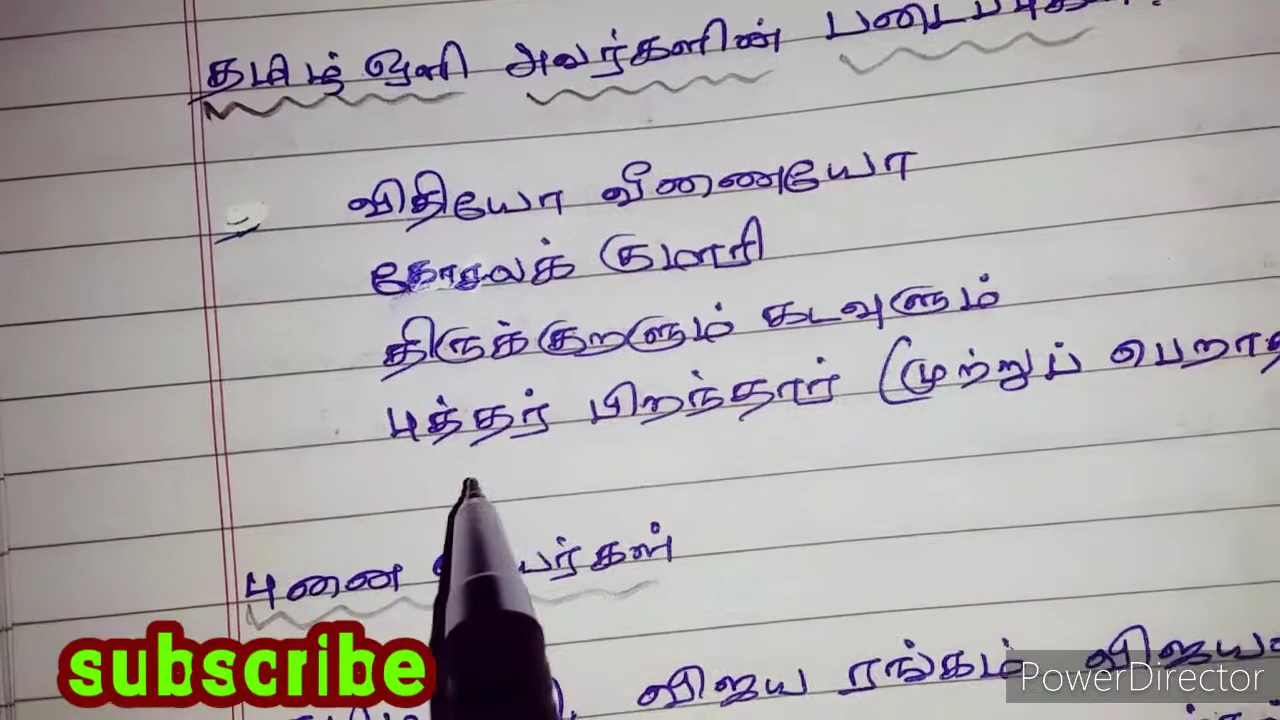 தமிழ் ஒளி அவர்களின்
விதியோ வீணையோ
கோசலக் குமாரி
திருக்குறளும் கடவுளும்
புத்தர் பிறந்தார் (முற்றுப் பெறாத
புனை
விஜய ரங்கம்
subscribe
PowerDirector